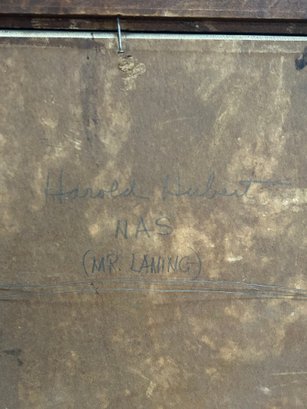 Harold Hubert
NAS
(MR. LANING)